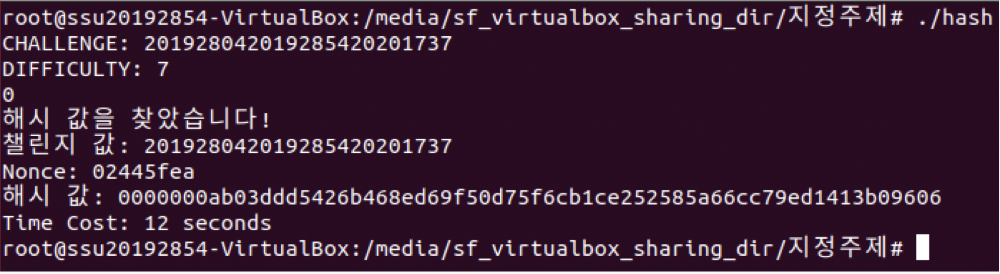 root@ssu20192854-VirtualBox:/media/sf_virtualbox_sharing_dir/지정주제# ./hash
CHALLENGE: 201928042019285420201737
DIFFICULTY: 7
0
해시 값을 찾았습니다!
챌린지 값: 201928042019285420201737
Nonce: 02445fea
해시 값: 0000000ab03ddd5426b468ed69f50d75f6cb1ce252585a66cc79ed1413b09606
Time Cost: 12 seconds
root@ssu20192854-VirtualBox:/media/sf_virtualbox_sharing_dir/지정주제#